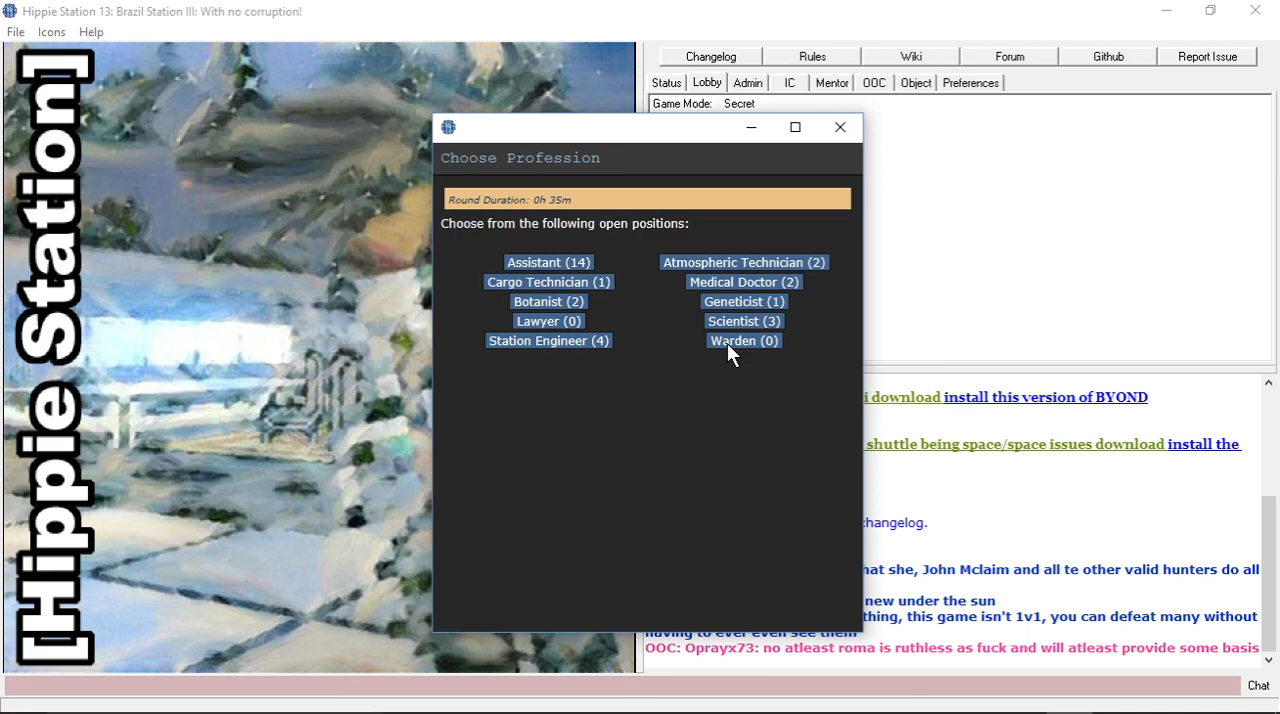 Hippie Station 13: Brazil Station III: With no corruption!
File Icons Help
[Hippie Station]
Changelog Rules Wiki Forum Github Report Issue
Status Lobby Admin IC Mentor OOC Object Preferences
Game Mode: Secret
Choose Profession
Round Duration: 0h 35m
Choose from the following open positions:
Assistant (14) Atmospheric Technician (2)
Cargo Technician (1) Medical Doctor (2)
Botanist (2) Geneticist (1)
Lawyer (0) Scientist (3)
Station Engineer (4) Warden (0)
download install this version of BYOND
shuttle being space/space issues download install the
changelog.
she, John Mclaim and all te other valid hunters do all
new under the sun
thing, this game isn't 1v1, you can defeat many without
having to ever even see them
OOC: Oprayx73: no atleast roma is ruthless as fuck and will atleast provide some basis
Chat